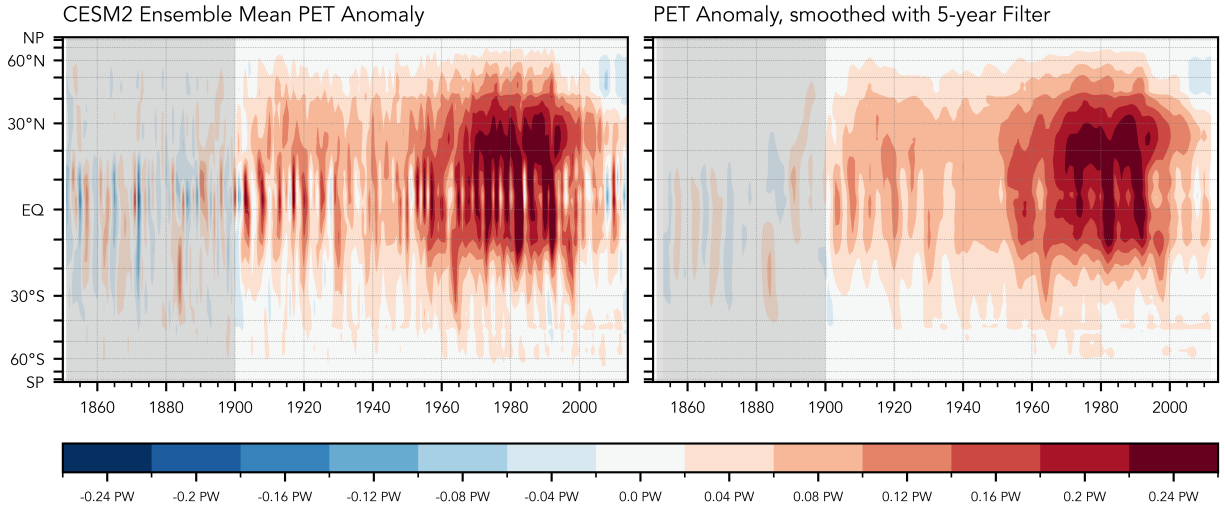 CESM2 Ensemble Mean PET Anomaly
PET Anomaly, smoothed with 5-year Filter
NP
60°N
30°N
EQ
30°S
60°S
SP
1860 1880 1900 1920 1940 1960 1980 2000
1860 1880 1900 1920 1940 1960 1980 2000
-0.24 PW -0.2 PW -0.16 PW -0.12 PW -0.08 PW -0.04 PW 0.0 PW 0.04 PW 0.08 PW 0.12 PW 0.16 PW 0.2 PW 0.24 PW